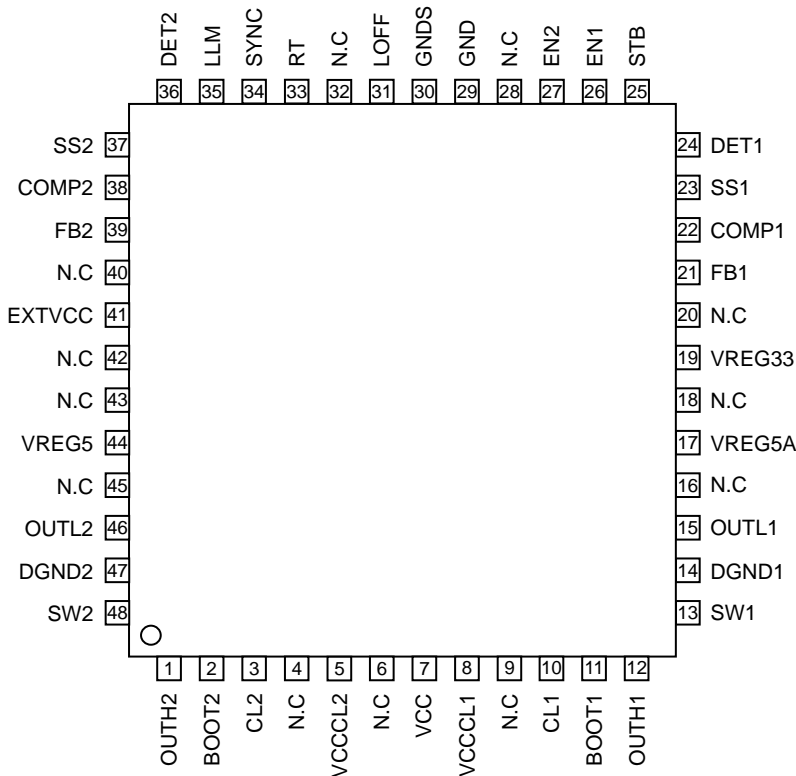 DET2
LLM
SYNC
RT
N.C
LOFF
GNDS
GND
N.C
EN2
EN1
STB
36 35 34 33 32 31 30 29 28 27 26 25
SS2 37
24 DET1
COMP2 38
23 SS1
FB2 39
22 COMP1
N.C 40
21 FB1
EXTVCC 41
20 N.C
N.C 42
19 VREG33
N.C 43
18 N.C
VREG5 44
17 VREG5A
N.C 45
16 N.C
OUTL2 46
15 OUTL1
DGND2 47
14 DGND1
SW2 48
13 SW1
1 2 3 4 5 6 7 8 9 10 11 12
OUTH2
BOOT2
CL2
N.C
VCCCL2
N.C
VCC
VCCCL1
N.C
CL1
BOOT1
OUTH1